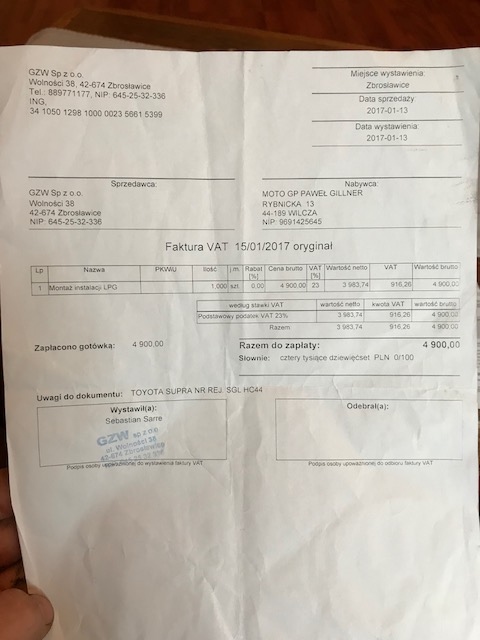 GZW Sp z o.o.
Wolności 38, 42-674 Zbrosławice
Tel.: 889771177, NIP: 645-25-32-336
ING,
34 1050 1298 1000 0023 5661 5399
Miejsce wystawienia:
Zbrosławice
Data sprzedaży
2017-01-13
Data wystawienia:
2017-01-13
Sprzedawca:
GZW Sp z o.o.
Wolności 38
42-674 Zbrosławice
NIP: 645-25-32-336
Nabywca:
MOTO GP PAWEŁ GILLNER
RYBNICKA 13
44-189 WILCZA
NIP: 9691425645
Faktura VAT 15/01/2017 oryginał
Lp Nazwa PKWiU Ilość j.m. Rabat [%] Cena brutto VAT [%] Wartość netto VAT Wartość brutto
1 Montaż instalacji LPG 1,000 szt. 0,00 4 900,00 23 3 983,74 916,26 4 900,00
według stawki VAT wartość netto kwota VAT wartość brutto
Podstawowy podatek VAT 23% 3 983,74 916,26 4 900,00
Razem: 3 983,74 916,26 4 900,00
Zapłacono gotówką: 4 900,00
Razem do zapłaty: 4 900,00
Słownie: cztery tysiące dziewięćset PLN 0/100
Uwagi do dokumentu: TOYOTA SUPRA NR REJ SGL HC44
Wystawił(a):
Sebastian Sarre
GZW sp z o.o.
ul. Wolności 38
42-674 Zbrosławice
Podpis osoby upoważnionej do wystawienia faktury VAT
Odebrał(a):
Podpis osoby upoważnionej do odbioru faktury VAT